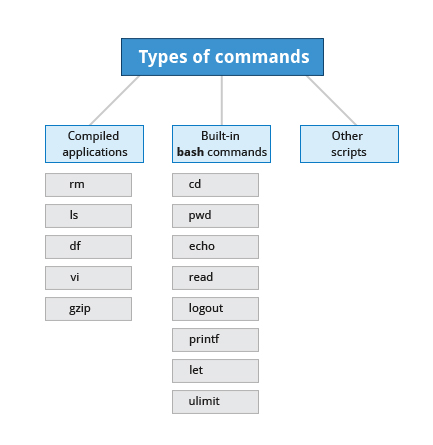 Types of commands
Compiled
applications
rm
ls
df
vi
gzip
Built-in
bash commands
cd
pwd
echo
read
logout
printf
let
ulimit
Other
scripts